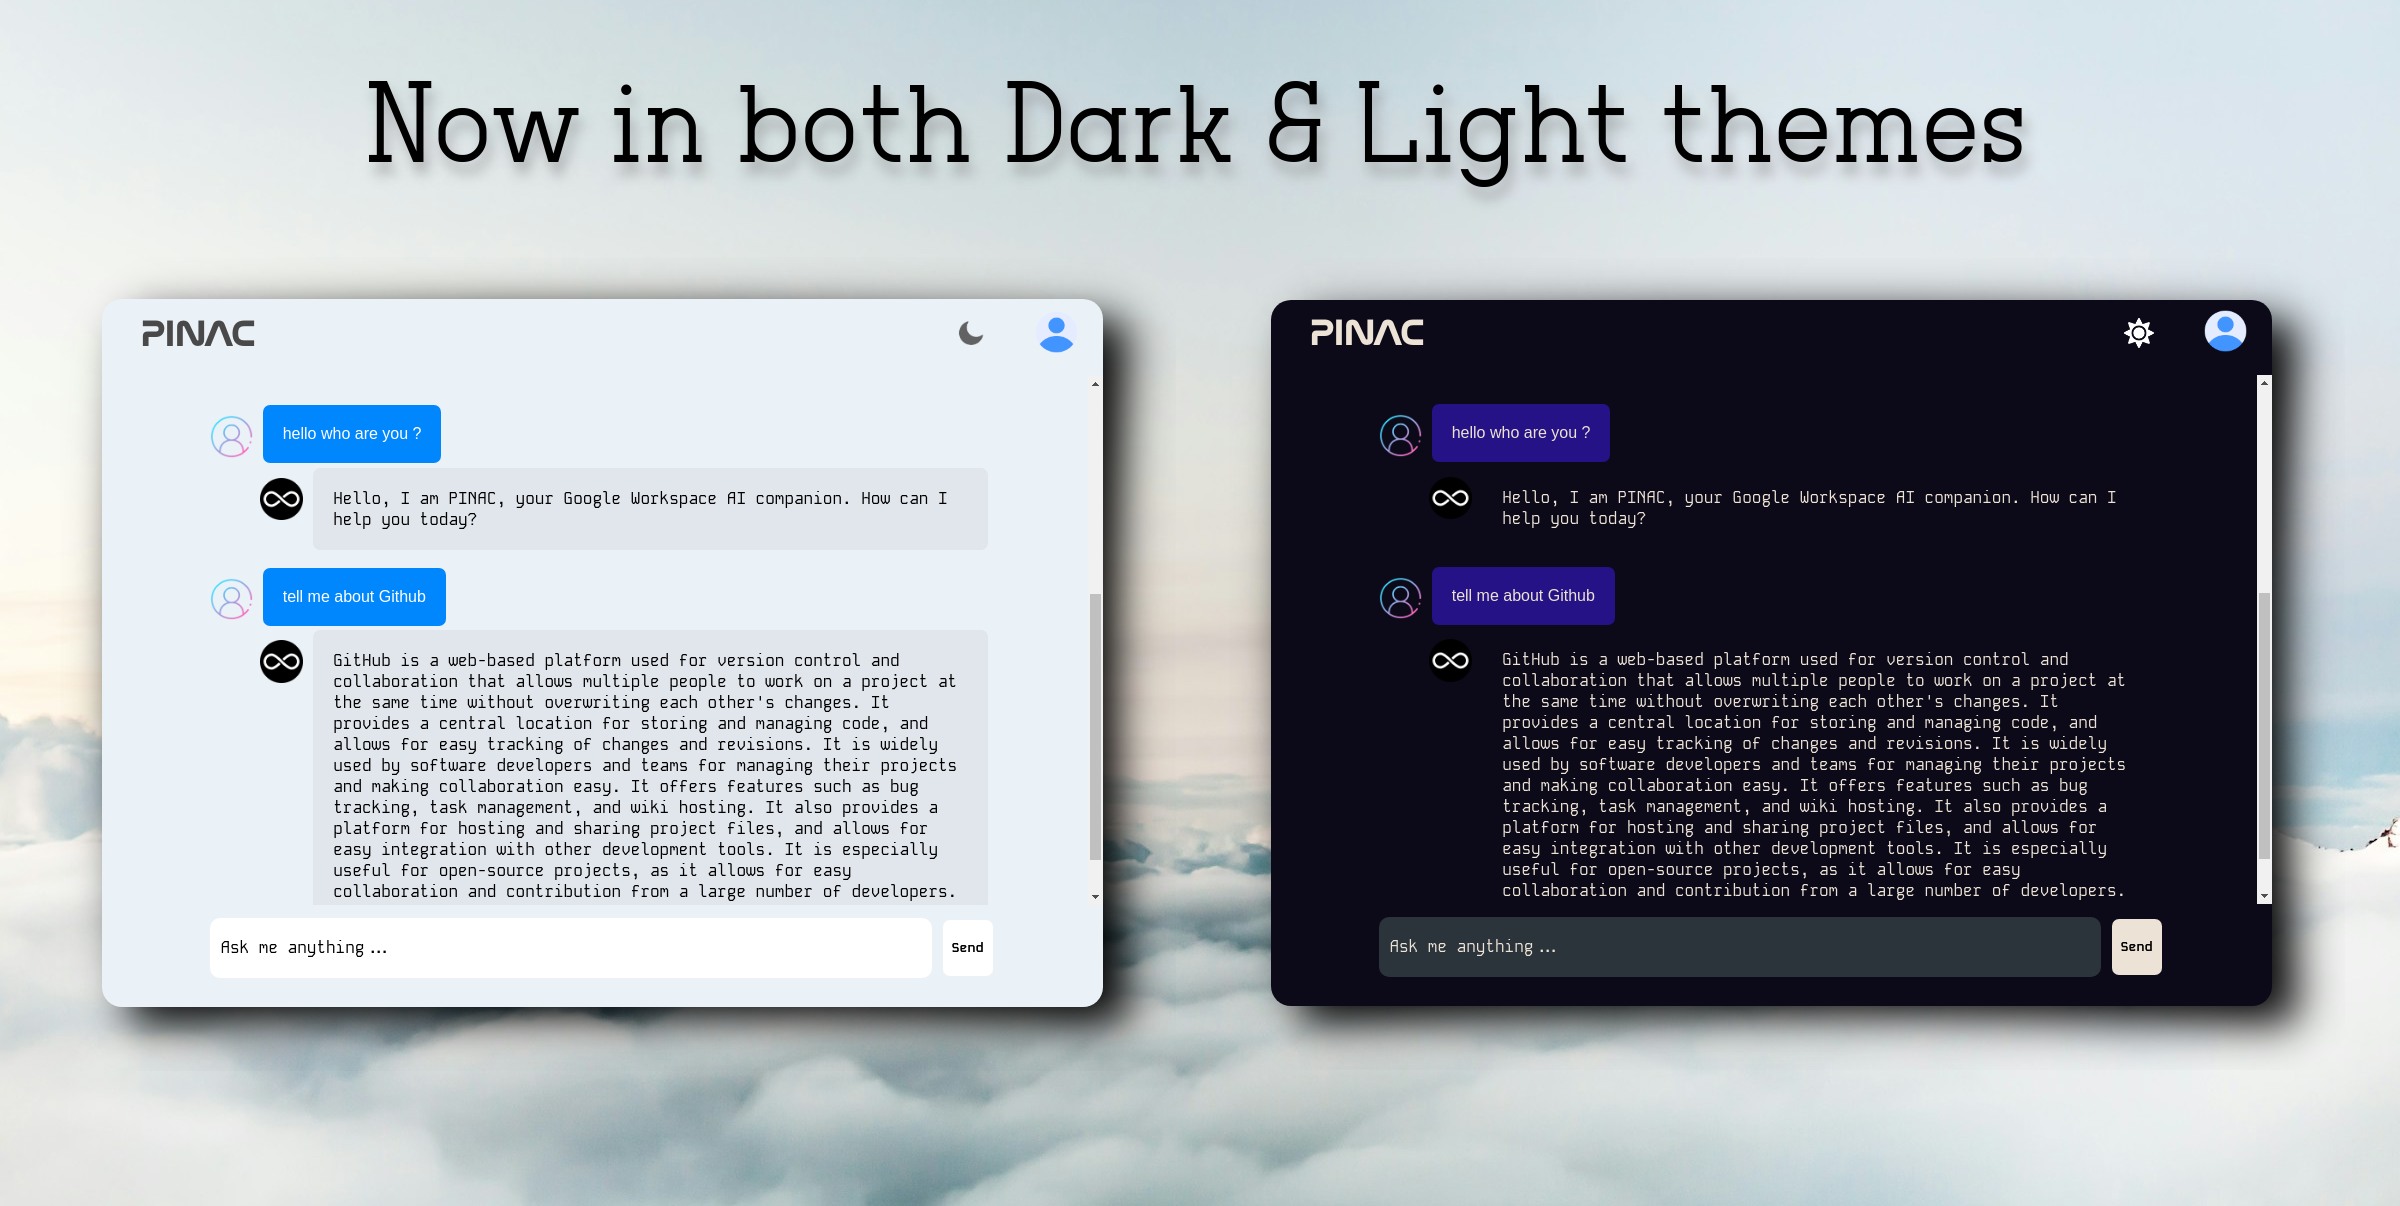 Now in both Dark & Light themes
PINAC
hello who are you ?
Hello, I am PINAC, your Google Workspace AI companion. How can I
help you today?
tell me about Github
GitHub is a web-based platform used for version control and
collaboration that allows multiple people to work on a project at
the same time without overwriting each other's changes. It
provides a central location for storing and managing code, and
allows for easy tracking of changes and revisions. It is widely
used by software developers and teams for managing their projects
and making collaboration easy. It offers features such as bug
tracking, task management, and wiki hosting. It also provides a
platform for hosting and sharing project files, and allows for
easy integration with other development tools. It is especially
useful for open-source projects, as it allows for easy
collaboration and contribution from a large number of developers.
Ask me anything...
Send
PINAC
hello who are you ?
Hello, I am PINAC, your Google Workspace AI companion. How can I
help you today?
tell me about Github
GitHub is a web-based platform used for version control and
collaboration that allows multiple people to work on a project at
the same time without overwriting each other's changes. It
provides a central location for storing and managing code, and
allows for easy tracking of changes and revisions. It is widely
used by software developers and teams for managing their projects
and making collaboration easy. It offers features such as bug
tracking, task management, and wiki hosting. It also provides a
platform for hosting and sharing project files, and allows for
easy integration with other development tools. It is especially
useful for open-source projects, as it allows for easy
collaboration and contribution from a large number of developers.
Ask me anything...
Send